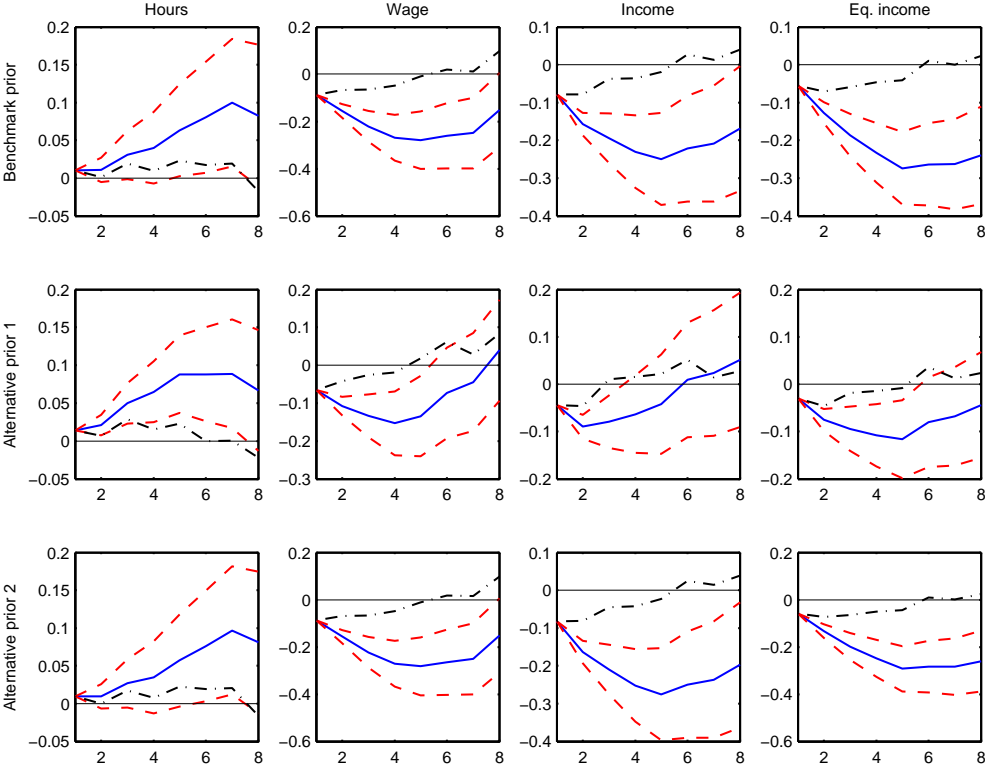 Hours Wage Income Eq. income
Benchmark prior
0.2 0.2 0.1 0.1
0.15 0 0 0
0.1 −0.2 −0.1 −0.1
0.05 −0.4 −0.2 −0.2
0 −0.6 −0.3 −0.3
−0.05 −0.4 −0.4
2 4 6 8 2 4 6 8 2 4 6 8 2 4 6 8
Alternative prior 1
0.2 0.2 0.2 0.2
0.15 0.1 0.1 0.1
0.1 0 0 0
0.05 −0.1 −0.1 −0.1
0 −0.2 −0.2 −0.2
−0.05 −0.3
2 4 6 8 2 4 6 8 2 4 6 8 2 4 6 8
Alternative prior 2
0.2 0.2 0.1 0.2
0.15 0 0 0
0.1 −0.2 −0.1 −0.2
0.05 −0.4 −0.2 −0.4
0 −0.6 −0.3 −0.6
−0.05 −0.4
2 4 6 8 2 4 6 8 2 4 6 8 2 4 6 8